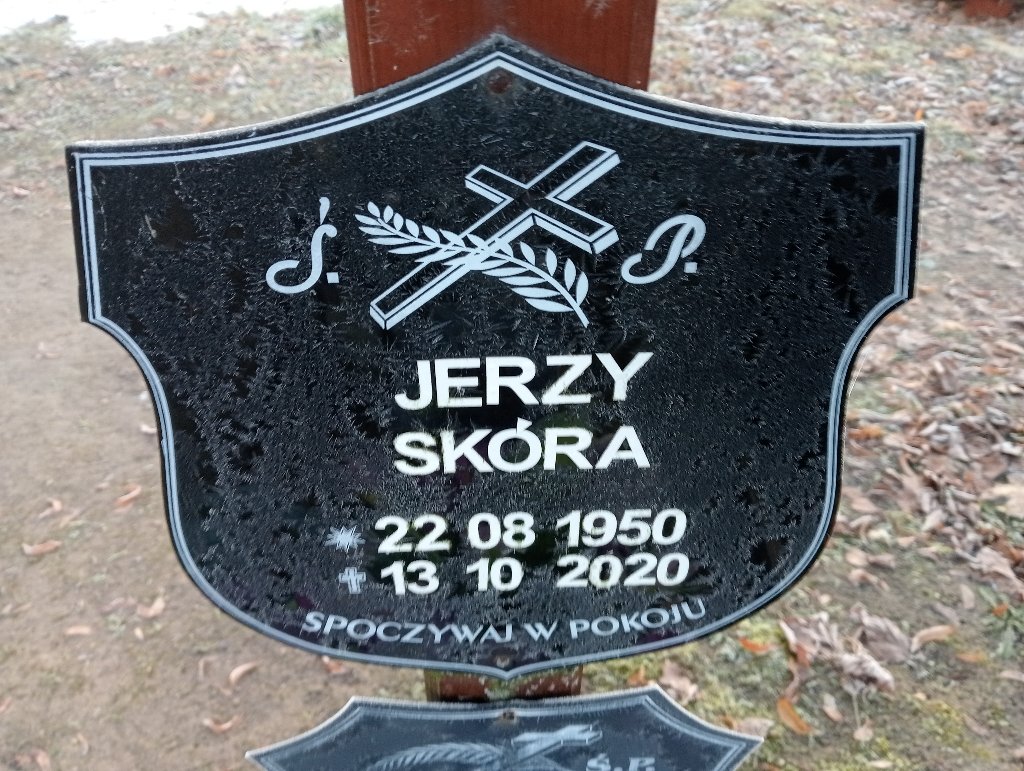 Ś. P.
JERZY
SKÓRA
22 08 1950
13 10 2020
SPOCZYWAJ W POKOJU
Ś.P.